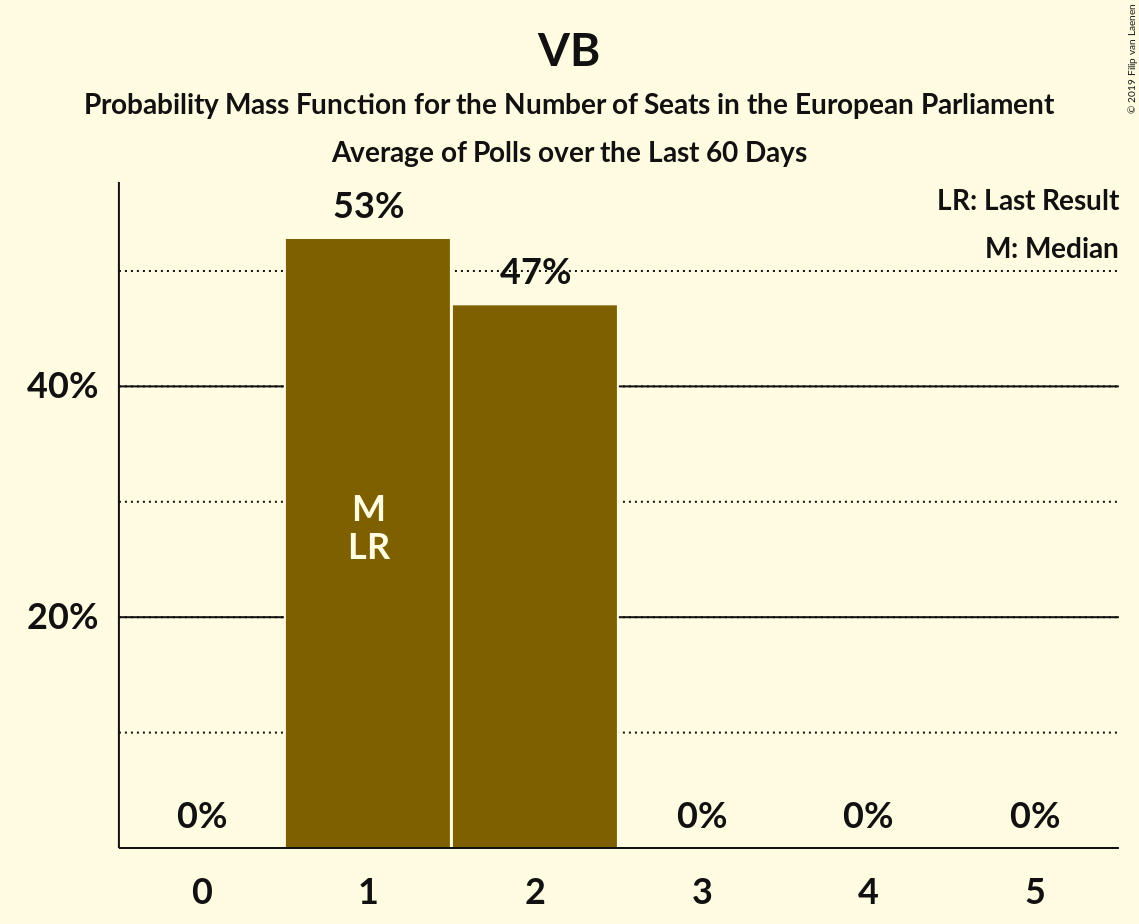 VB
Probability Mass Function for the Number of Seats in the European Parliament
Average of Polls over the Last 60 Days
© 2019 Filip van Laenen
LR: Last Result
M: Median
53%
47%
40%
M
LR
20%
0%
0%
0%
0%
0 1 2 3 4 5